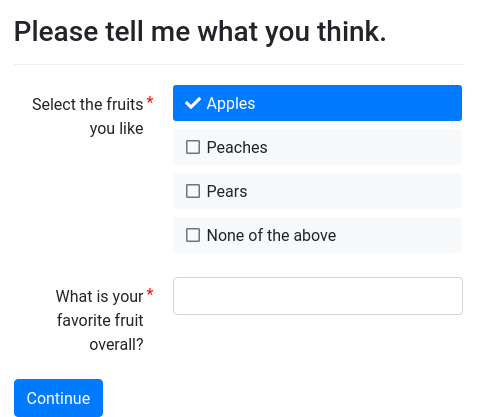 Please tell me what you think.
Select the fruits*
you like
Apples
Peaches
Pears
None of the above
What is your*
favorite fruit
overall?
Continue